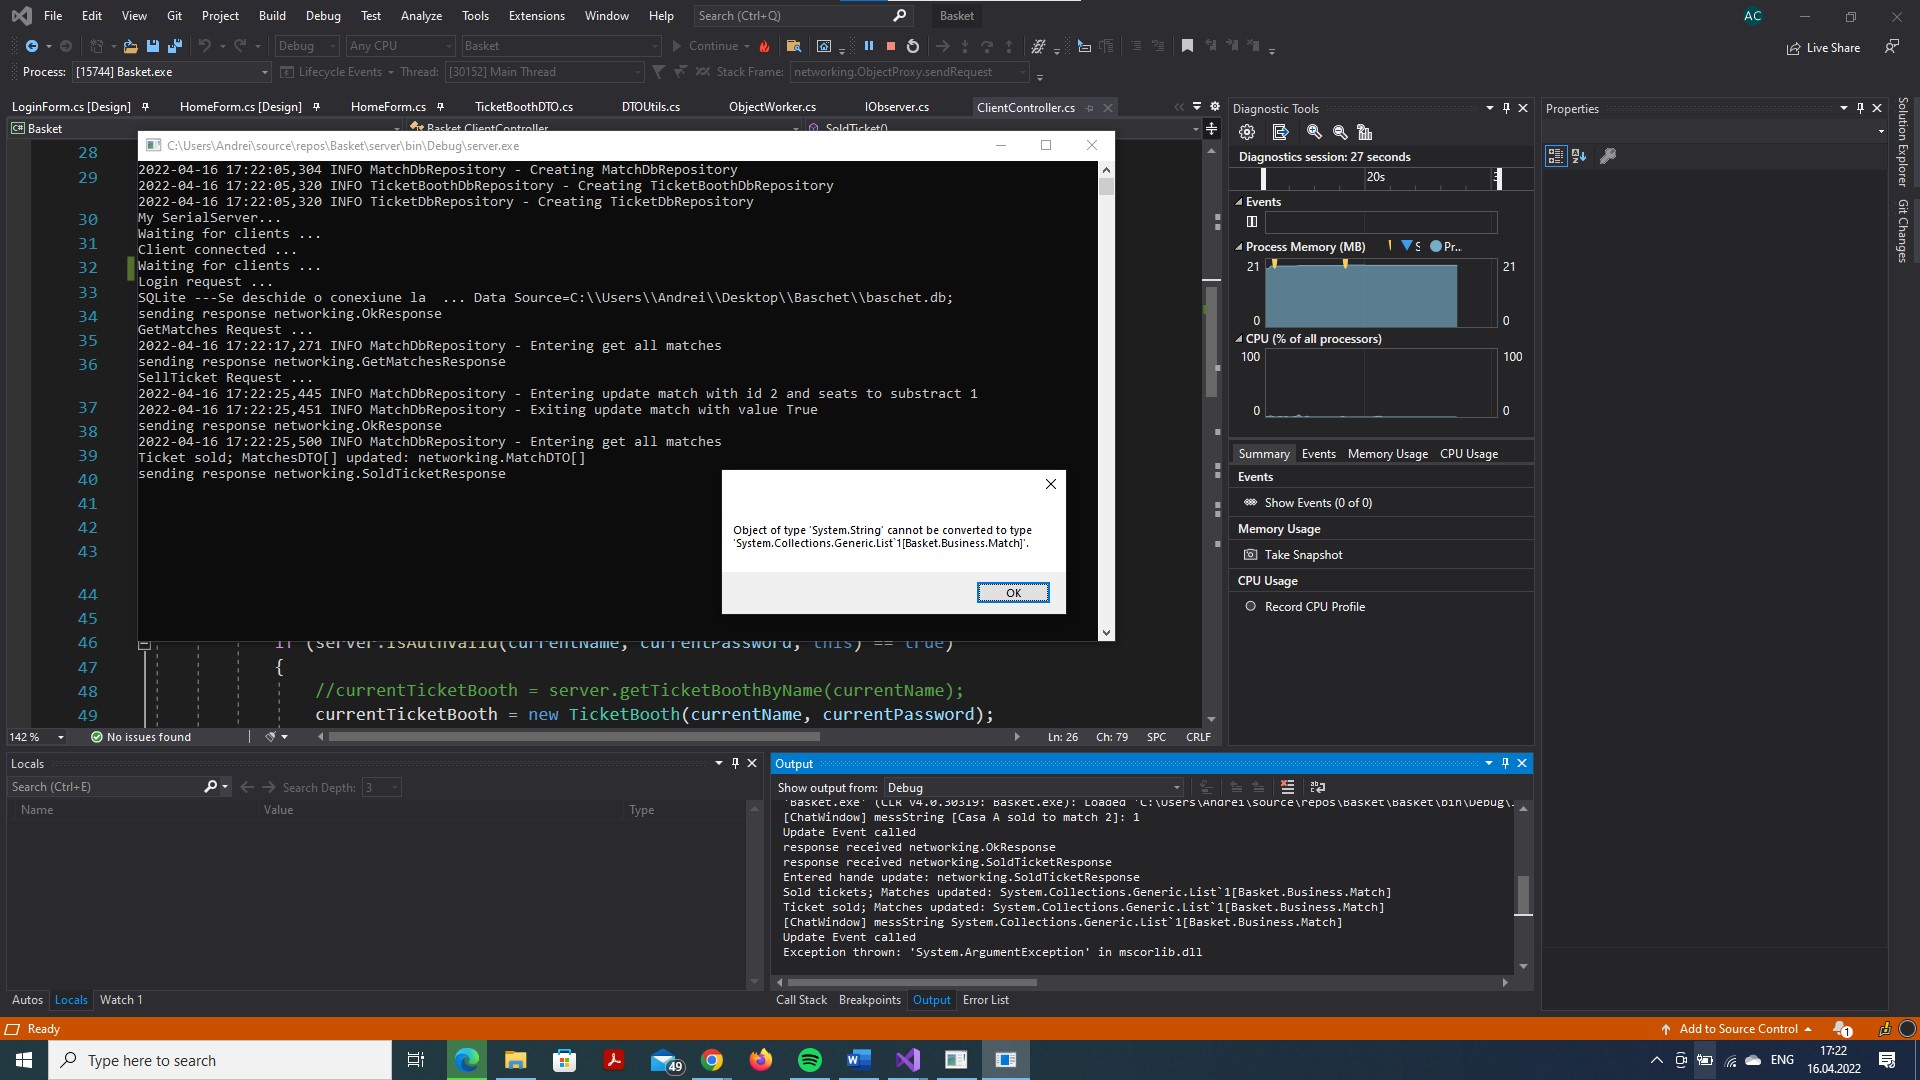 File Edit View Git Project Build Debug Test Analyze Tools Extensions Window Help Search (Ctrl+Q) Basket AC
Debug Any CPU Basket Continue Live Share
Process: [15744] Basket.exe Lifecycle Events Thread: [30152] Main Thread Stack Frame: networking.ObjectProxy.sendRequest
LoginForm.cs [Design] HomeForm.cs [Design] HomeForm.cs TicketBoothDTO.cs DTOUtils.cs ObjectWorker.cs IObserver.cs ClientController.cs
C# Basket Basket.ClientController SoldTicket()
C:\Users\Andrei\source\repos\Basket\server\bin\Debug\server.exe
2022-04-16 17:22:05,304 INFO MatchDbRepository - Creating MatchDbRepository
2022-04-16 17:22:05,320 INFO TicketBoothDbRepository - Creating TicketBoothDbRepository
2022-04-16 17:22:05,320 INFO TicketDbRepository - Creating TicketDbRepository
My SerialServer...
Waiting for clients ...
Client connected ...
Waiting for clients ...
Login request ...
SQLite ---Se deschide o conexiune la  ... Data Source=C:\\Users\\Andrei\\Desktop\\Baschet\\baschet.db;
sending response networking.OkResponse
GetMatches Request ...
2022-04-16 17:22:17,271 INFO MatchDbRepository - Entering get all matches
sending response networking.GetMatchesResponse
SellTicket Request ...
2022-04-16 17:22:25,445 INFO MatchDbRepository - Entering update match with id 2 and seats to substract 1
2022-04-16 17:22:25,451 INFO MatchDbRepository - Exiting update match with value True
sending response networking.OkResponse
2022-04-16 17:22:25,500 INFO MatchDbRepository - Entering get all matches
Ticket sold; MatchesDTO[] updated: networking.MatchDTO[]
sending response networking.SoldTicketResponse
Object of type 'System.String' cannot be converted to type
'System.Collections.Generic.List`1[Basket.Business.Match]'.
OK
28
29
30
31
32
33
34
35
36
37
38
39
40
41
42
43
44
45
46 if (server.isAuthValid(currentName, currentPassword, this) == true)
47 {
48 //currentTicketBooth = server.getTicketBoothByName(currentName);
49 currentTicketBooth = new TicketBooth(currentName, currentPassword);
142 % No issues found Ln: 26 Ch: 79 SPC CRLF
Diagnostic Tools
Diagnostics session: 27 seconds
20s
Events
Process Memory (MB) S Pr...
21 21
0 0
CPU (% of all processors)
100 100
0 0
Summary Events Memory Usage CPU Usage
Events
Show Events (0 of 0)
Memory Usage
Take Snapshot
CPU Usage
Record CPU Profile
Properties
Solution Explorer
Git Changes
Locals
Search (Ctrl+E) Search Depth: 3
Name Value Type
Autos Locals Watch 1
Output
Show output from: Debug
'Basket.exe' (CLR v4.0.30319: Basket.exe): Loaded 'C:\Users\Andrei\source\repos\Basket\Basket\bin\Debug\
[ChatWindow] messString [Casa A sold to match 2]: 1
Update Event called
response received networking.OkResponse
response received networking.SoldTicketResponse
Entered hande update: networking.SoldTicketResponse
Sold tickets; Matches updated: System.Collections.Generic.List`1[Basket.Business.Match]
Ticket sold; Matches updated: System.Collections.Generic.List`1[Basket.Business.Match]
[ChatWindow] messString System.Collections.Generic.List`1[Basket.Business.Match]
Update Event called
Exception thrown: 'System.ArgumentException' in mscorlib.dll
Call Stack Breakpoints Output Error List
Ready Add to Source Control 1
Type here to search 49 ENG 17:22
16.04.2022